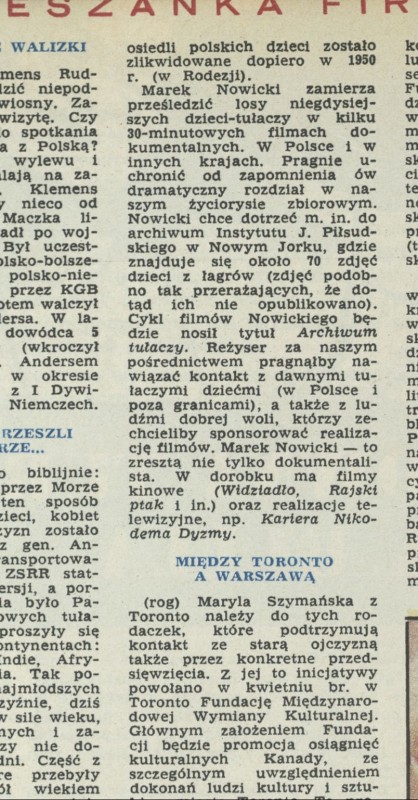 ESZANKA FIR
WALIZKI
mens Rud-
dzić niepod-
wiosny. Za-
wizytę. Czy
o spotkania
a z Polską?
wylewu i
lają na za-
Klemens
y nieco od
Maczka li-
adł po woj-
Był uczest-
olsko-bolsze-
polsko-nie-
przez KGB
otem walczył
dersa. W la-
dowódca 5
(wkroczył
Andersem
w okresie
z I Dywi-
Niemczech.
RZESZLI
RZE...
o biblijnie:
przez Morze
ten sposób
zieci, kobiet
zyzn zostało
z gen. An-
ransportowa-
ZSRR stat-
ersji, a por-
ia było Pa-
owych tuła-
proszyły się
ontynentach:
Indie, Afry-
ia. Tak po-
najmłodszych
zyźnie, dziś
w sile wieku,
nych i za-
zy nie do-
dni. Część z
re przebyły
ół wiekiem
osiedli polskich dzieci zostało
zlikwidowane dopiero w 1950
r. (w Rodezji).
Marek Nowicki zamierza
prześledzić losy niegdysiej-
szych dzieci-tułaczy w kilku
30-minutowych filmach do-
kumentalnych. W Polsce i w
innych krajach. Pragnie u-
chronić od zapomnienia ów
dramatyczny rozdział w na-
szym życiorysie zbiorowym.
Nowicki chce dotrzeć m. in. do
archiwum Instytutu J. Piłsud-
skiego w Nowym Jorku, gdzie
znajduje się około 70 zdjęć
dzieci z łagrów (zdjęć podob-
no tak przerażających, że do-
tąd ich nie opublikowano).
Cykl filmów Nowickiego bę-
dzie nosił tytuł Archiwum
tułaczy. Reżyser za naszym
pośrednictwem pragnąłby na-
wiązać kontakt z dawnymi tu-
łaczymi dziećmi (w Polsce i
poza granicami), a także z lu-
dźmi dobrej woli, którzy ze-
chcieliby sponsorować realiza-
cję filmów. Marek Nowicki — to
zresztą nie tylko dokumentali-
sta. W dorobku ma filmy
kinowe (Widziadło, Rajski
ptak i in.) oraz realizacje te-
lewizyjne, np. Kariera Niko-
dema Dyzmy.
MIĘDZY TORONTO
A WARSZAWĄ
(rog) Maryla Szymańska z
Toronto należy do tych ro-
daczek, które podtrzymują
kontakt ze starą ojczyzną
także przez konkretne przed-
sięwzięcia. Z jej to inicjatywy
powołano w kwietniu br. w
Toronto Fundację Międzynaro-
dowej Wymiany Kulturalnej.
Głównym założeniem Funda-
cji będzie promocja osiągnięć
kulturalnych Kanady, ze
szczególnym uwzględnieniem
dokonań ludzi kultury i sztu-